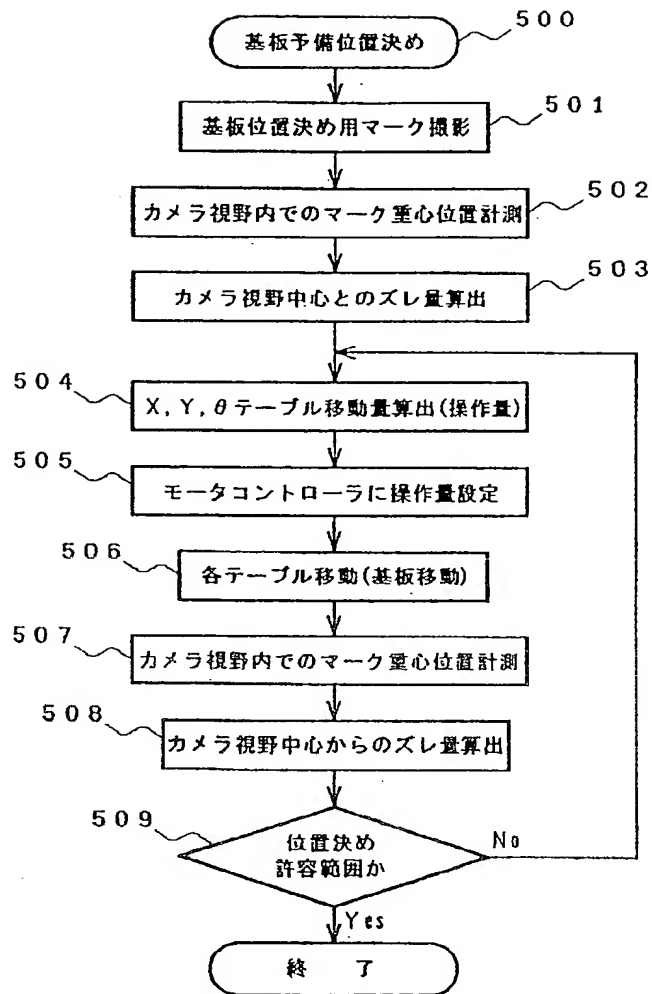 500
基板予備位置決め
501
基板位置決め用マーク撮影
502
カメラ視野内でのマーク重心位置計測
503
カメラ視野中心とのズレ量算出
504
X, Y, θテーブル移動量算出(操作量)
505
モータコントローラに操作量設定
506
各テーブル移動(基板移動)
507
カメラ視野内でのマーク重心位置計測
508
カメラ視野中心からのズレ量算出
509
位置決め
許容範囲か
No
Yes
終 了